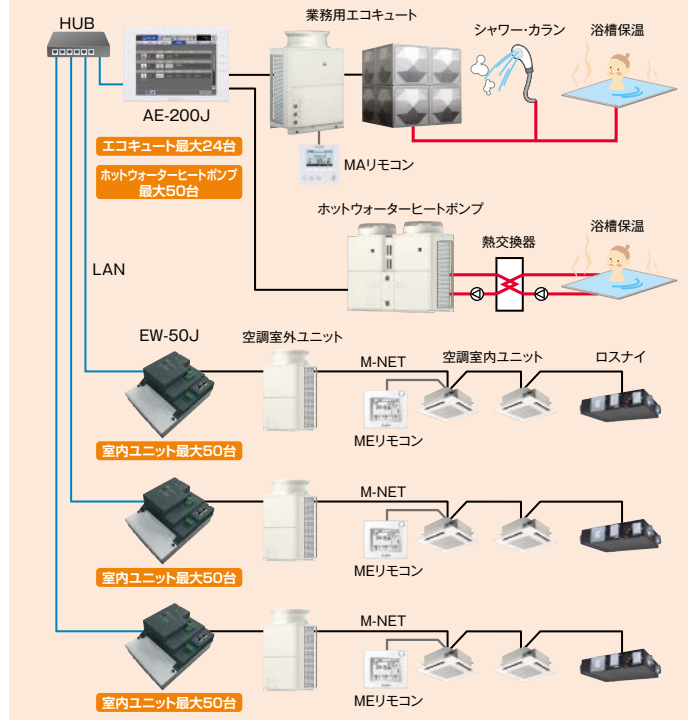 HUB
業務用エコキュート
シャワー・カラン
浴槽保温
AE-200J
エコキュート最大24台
ホットウォーターヒートポンプ
最大50台
MAリモコン
ホットウォーターヒートポンプ
熱交換器
浴槽保温
LAN
EW-50J
空調室外ユニット
M-NET
空調室内ユニット
ロスナイ
MEリモコン
室内ユニット最大50台
M-NET
MEリモコン
室内ユニット最大50台
M-NET
MEリモコン
室内ユニット最大50台